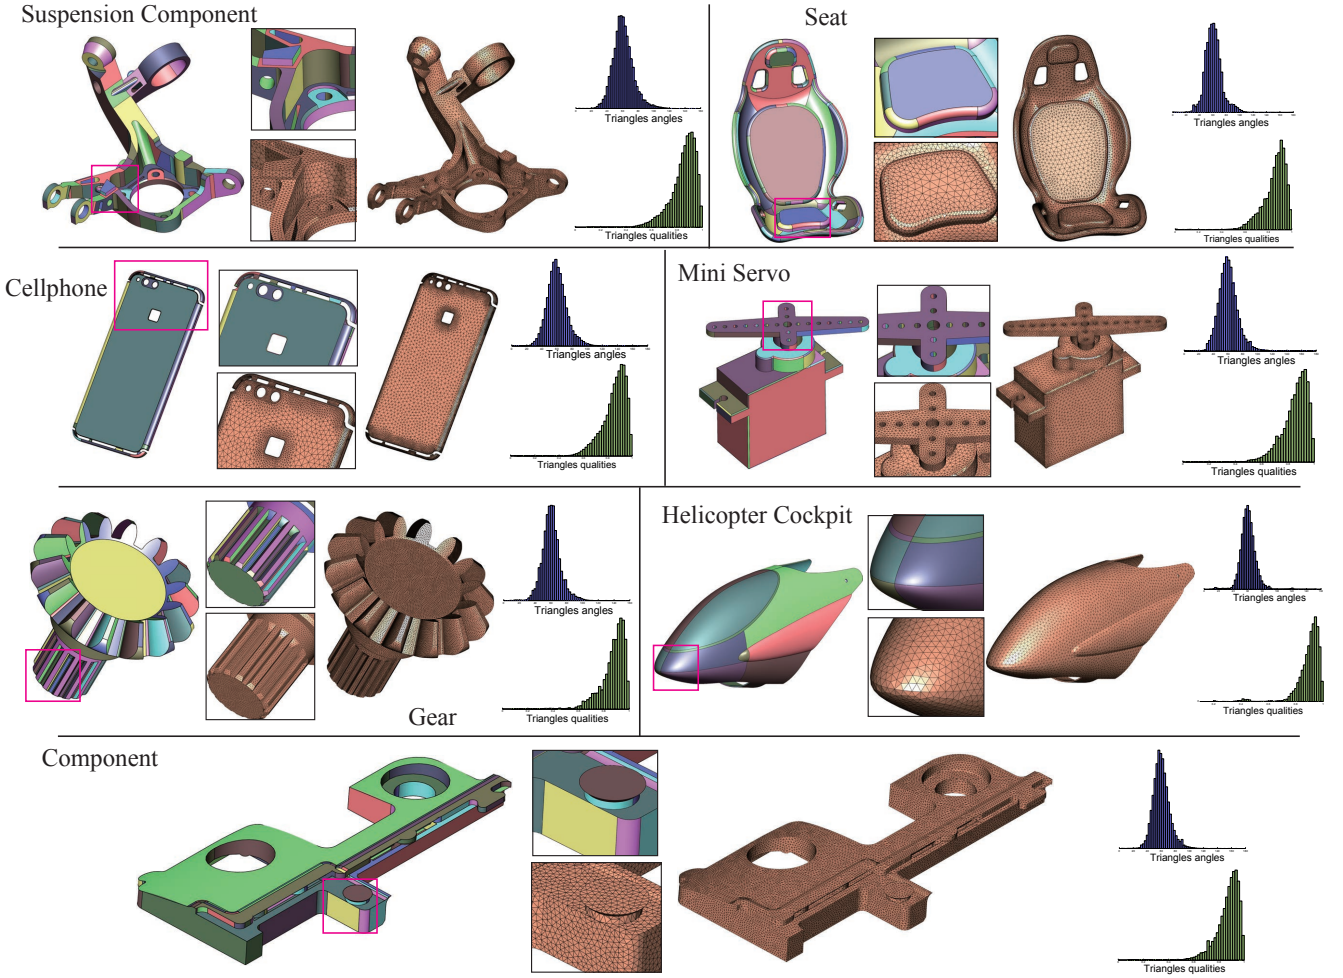 Suspension Component
Seat
Triangles angles
Triangles angles
Triangles qualities
Triangles qualities
Cellphone
Mini Servo
Triangles angles
Triangles angles
Triangles qualities
Triangles qualities
Helicopter Cockpit
Triangles angles
Triangles angles
Triangles qualities
Triangles qualities
Gear
Component
Triangles angles
Triangles qualities